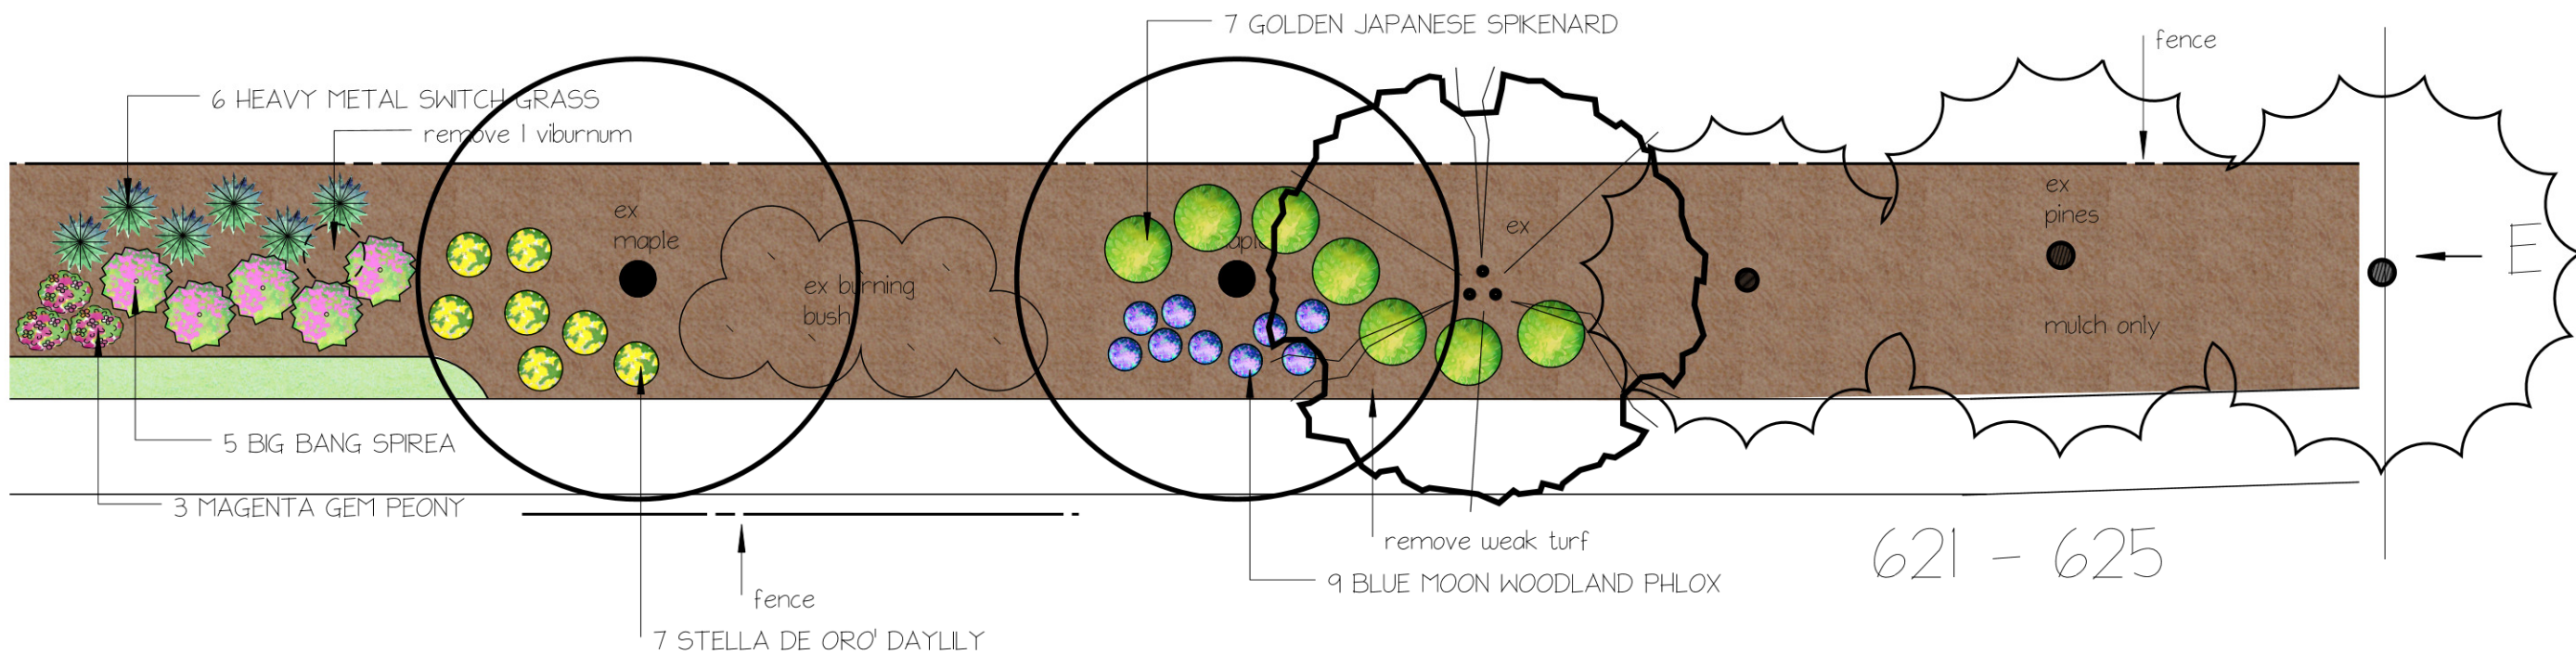 7 GOLDEN JAPANESE SPIKENARD
fence
6 HEAVY METAL SWITCH GRASS
remove 1 viburnum
ex
maple
ex burning
bush
ex
ex
pines
mulch only
E
5 BIG BANG SPIREA
3 MAGENTA GEM PEONY
remove weak turf
621 - 625
9 BLUE MOON WOODLAND PHLOX
fence
7 STELLA DE ORO' DAYLILY